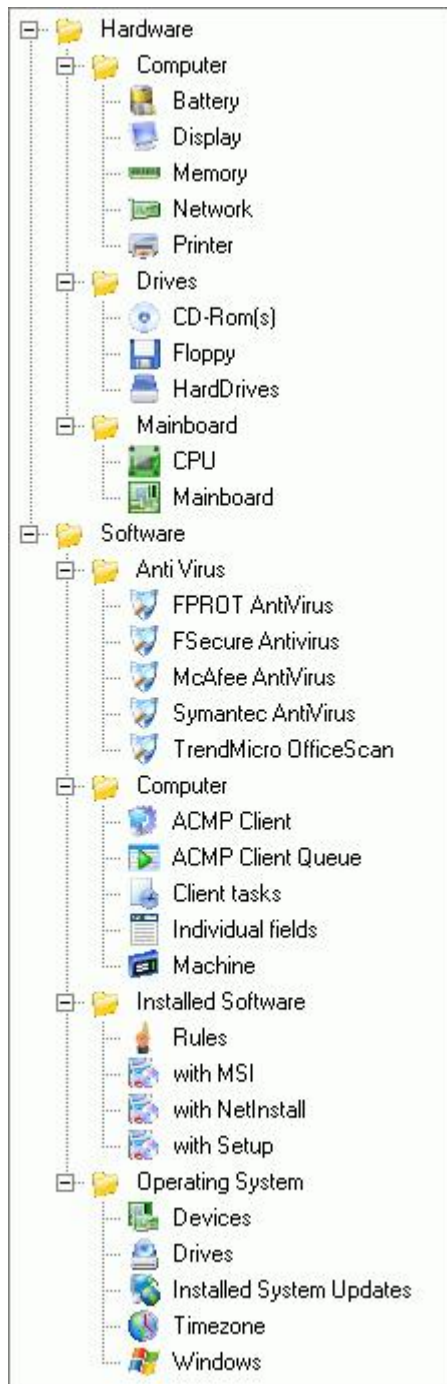 Hardware
Computer
Battery
Display
Memory
Network
Printer
Drives
CD-Rom(s)
Floppy
HardDrives
Mainboard
CPU
Mainboard
Software
Anti Virus
FPROT AntiVirus
FSecure Antivirus
McAfee AntiVirus
Symantec AntiVirus
TrendMicro OfficeScan
Computer
ACMP Client
ACMP Client Queue
Client tasks
Individual fields
Machine
Installed Software
Rules
with MSI
with NetInstall
with Setup
Operating System
Devices
Drives
Installed System Updates
Timezone
Windows